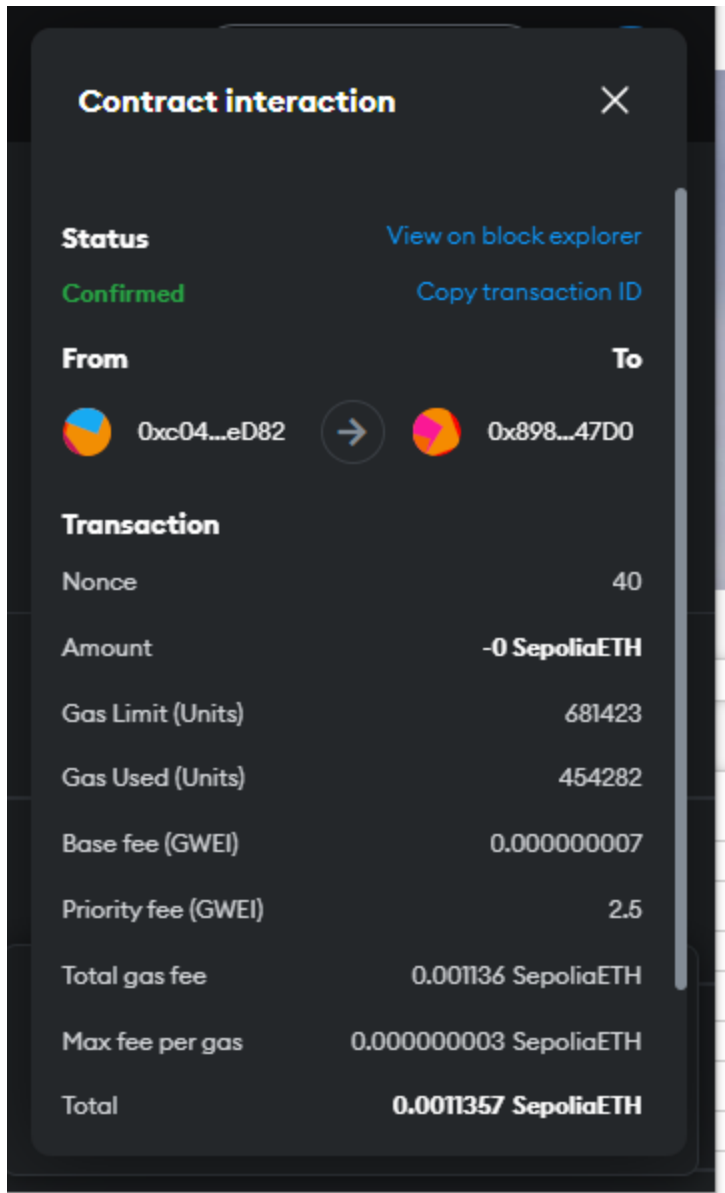 Contract interaction
Status View on block explorer
Confirmed Copy transaction ID
From To
0xc04...eD82 0x898...47D0
Transaction
Nonce 40
Amount -0 SepoliaETH
Gas Limit (Units) 681423
Gas Used (Units) 454282
Base fee (GWEI) 0.000000007
Priority fee (GWEI) 2.5
Total gas fee 0.001136 SepoliaETH
Max fee per gas 0.000000003 SepoliaETH
Total 0.0011357 SepoliaETH